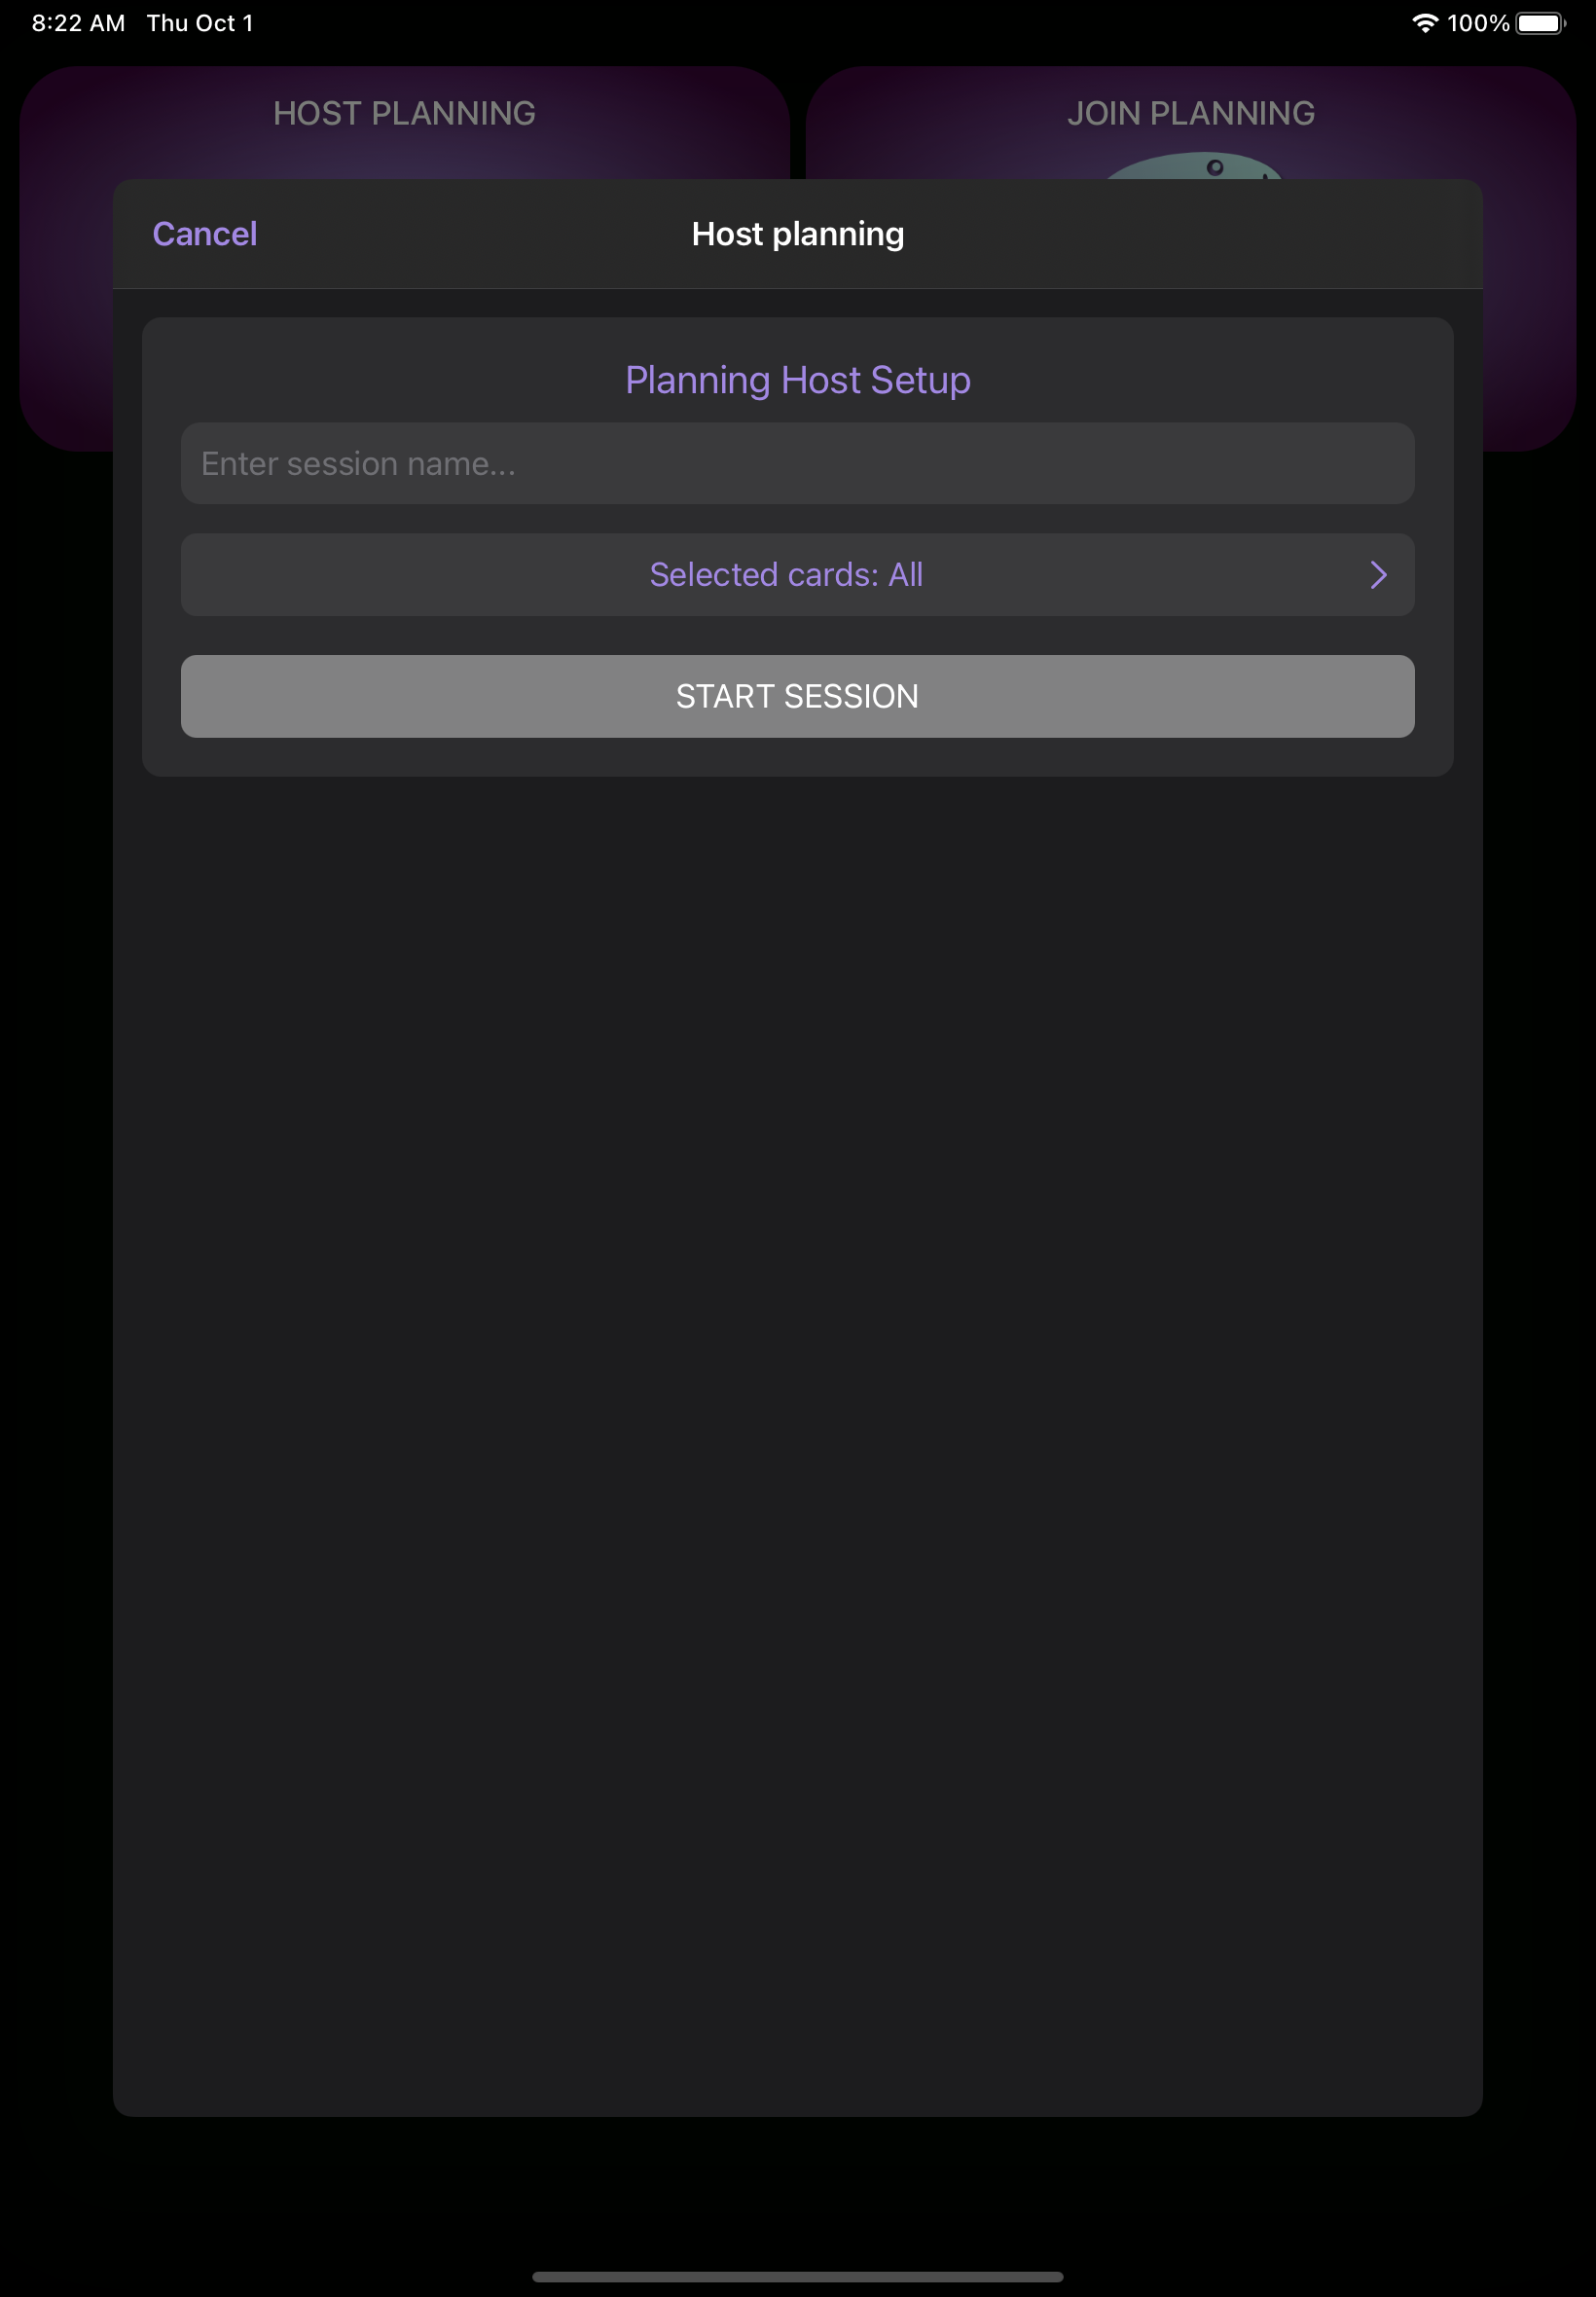 8:22 AM Thu Oct 1 100%
HOST PLANNING JOIN PLANNING
Cancel Host planning
Planning Host Setup
Enter session name...
Selected cards: All
START SESSION